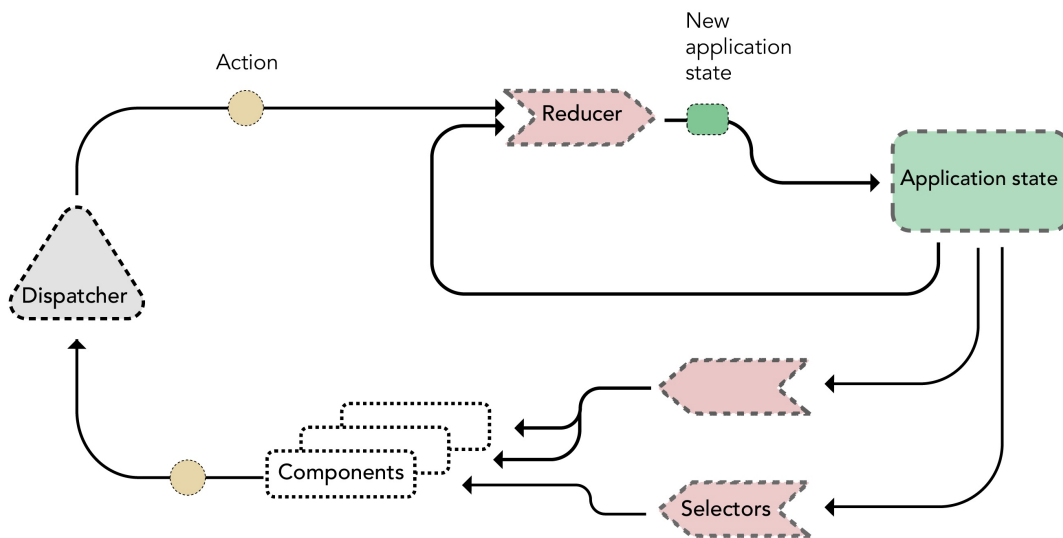 New
application
state
Action
Reducer
Application state
Dispatcher
Components
Selectors